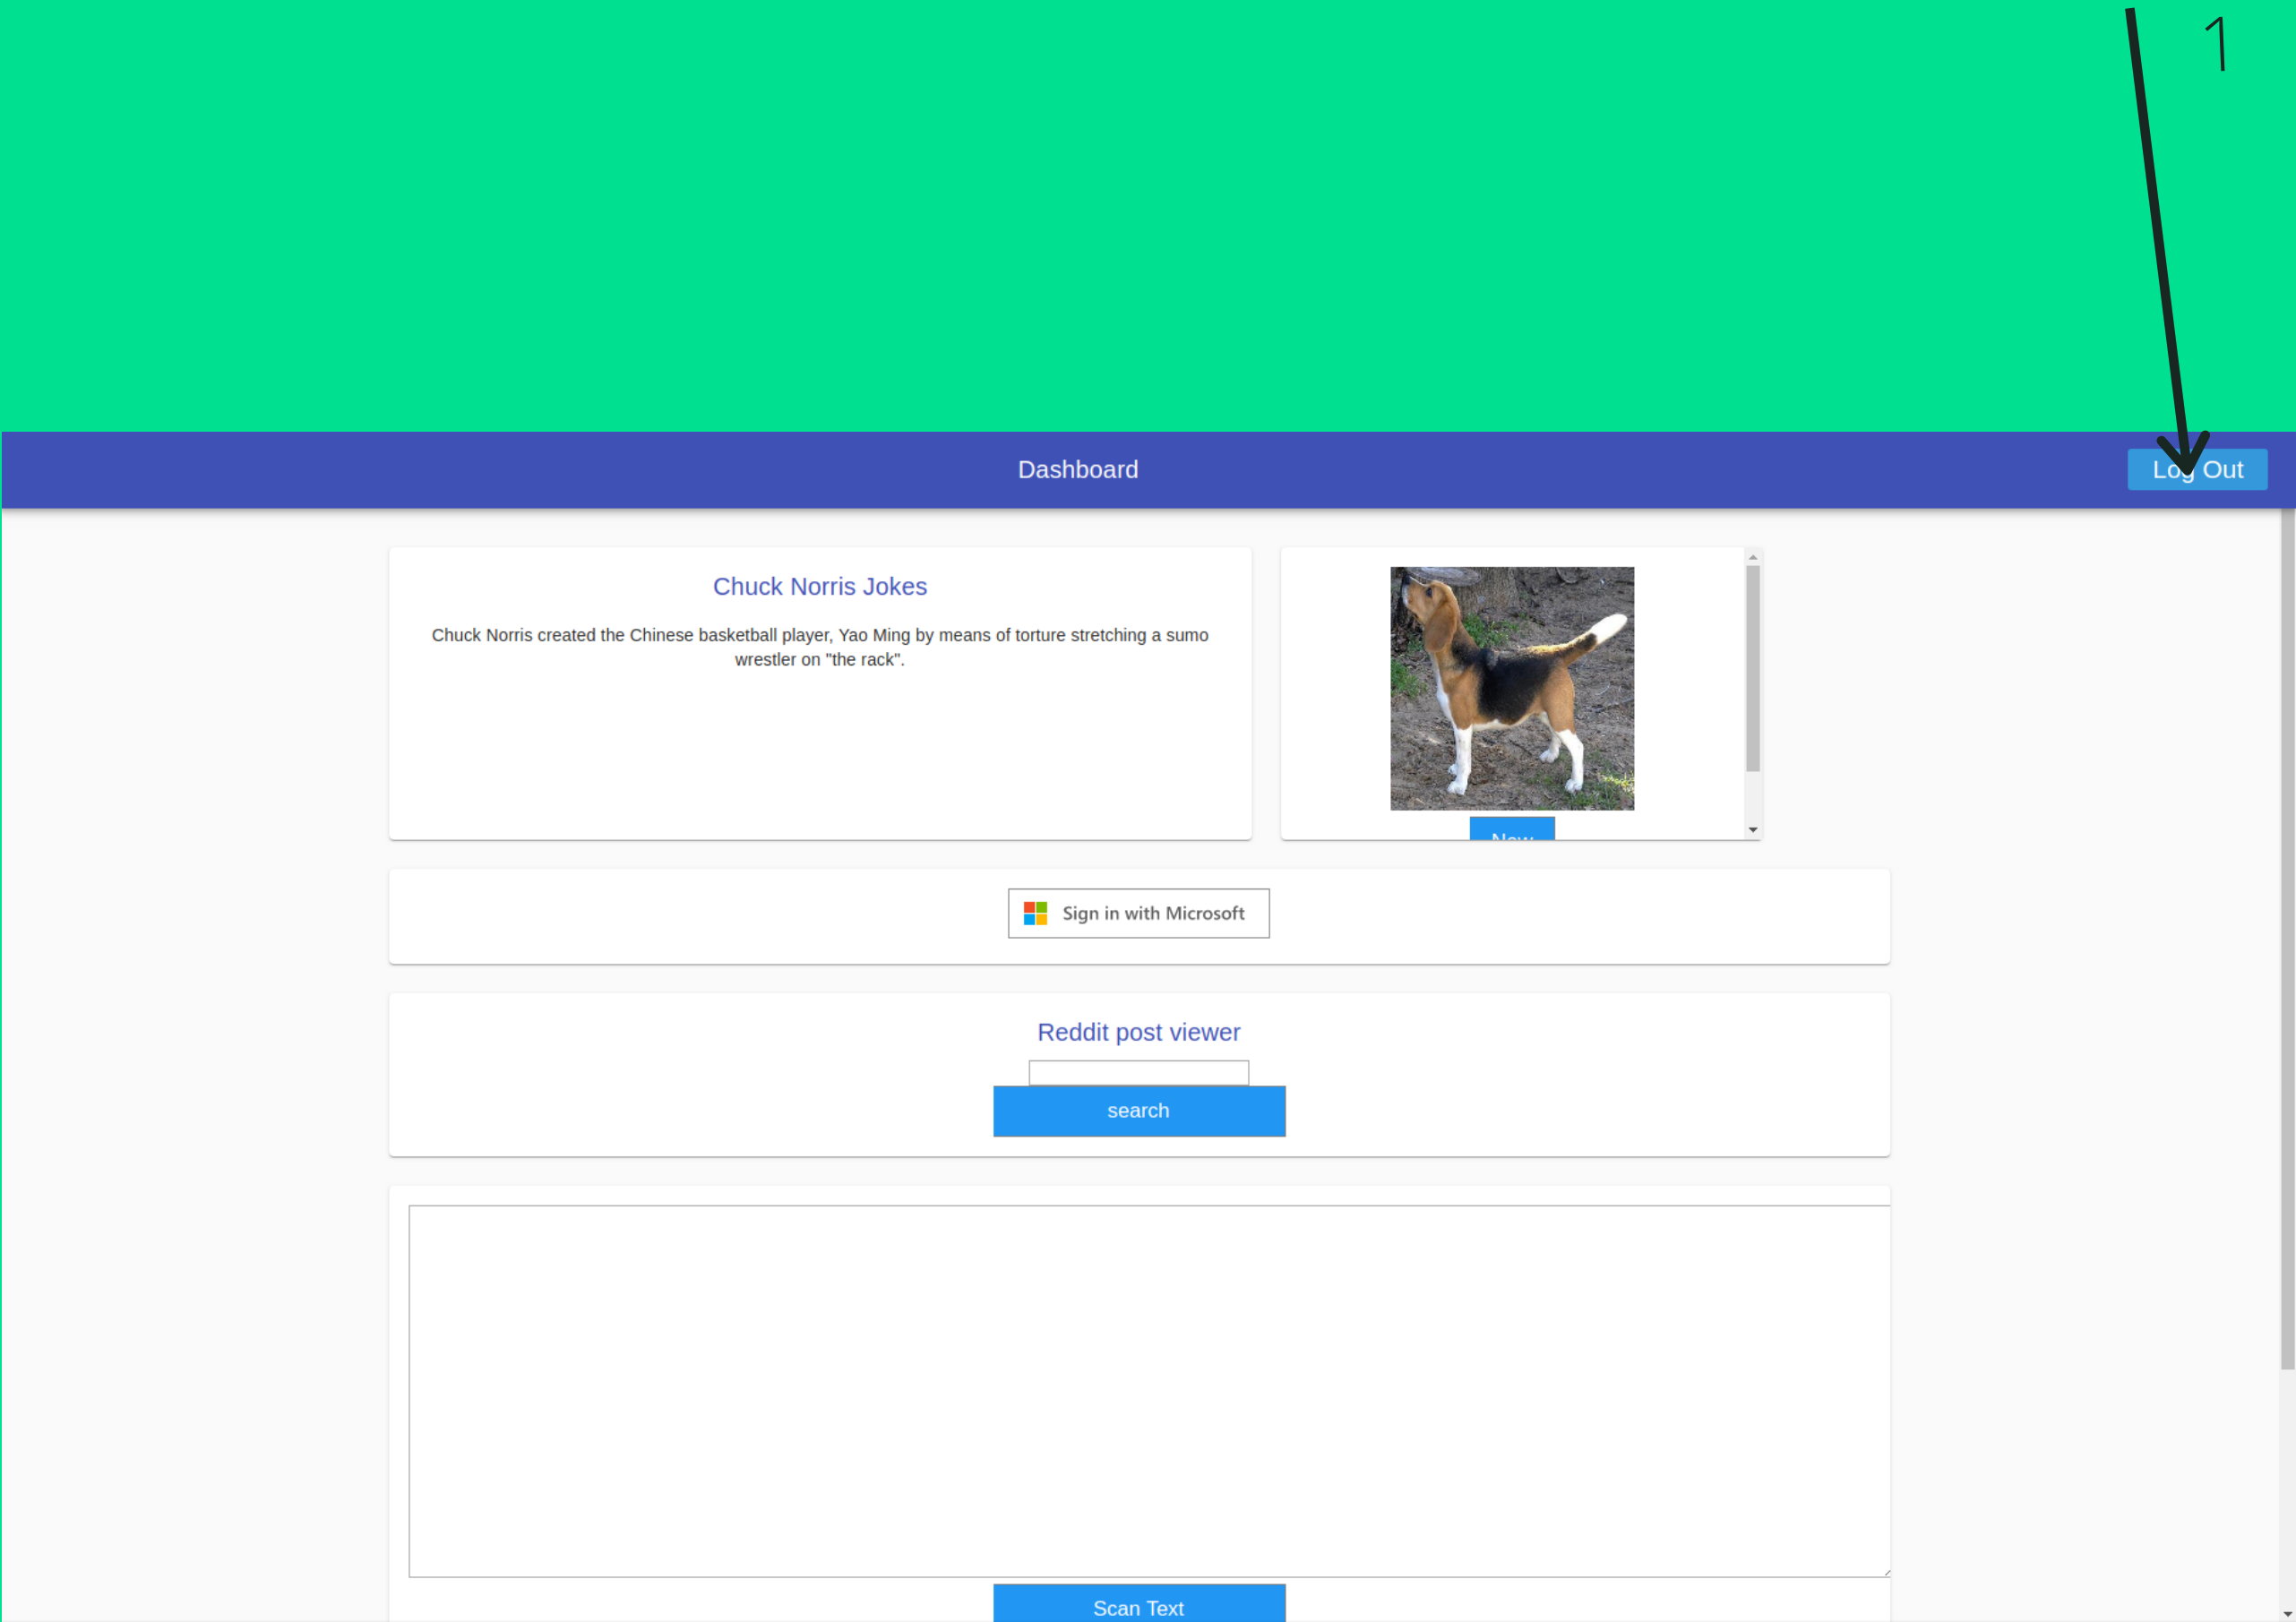 1
Dashboard
Log Out
Chuck Norris Jokes
Chuck Norris created the Chinese basketball player, Yao Ming by means of torture stretching a sumo
wrestler on "the rack".
New
Sign in with Microsoft
Reddit post viewer
search
Scan Text